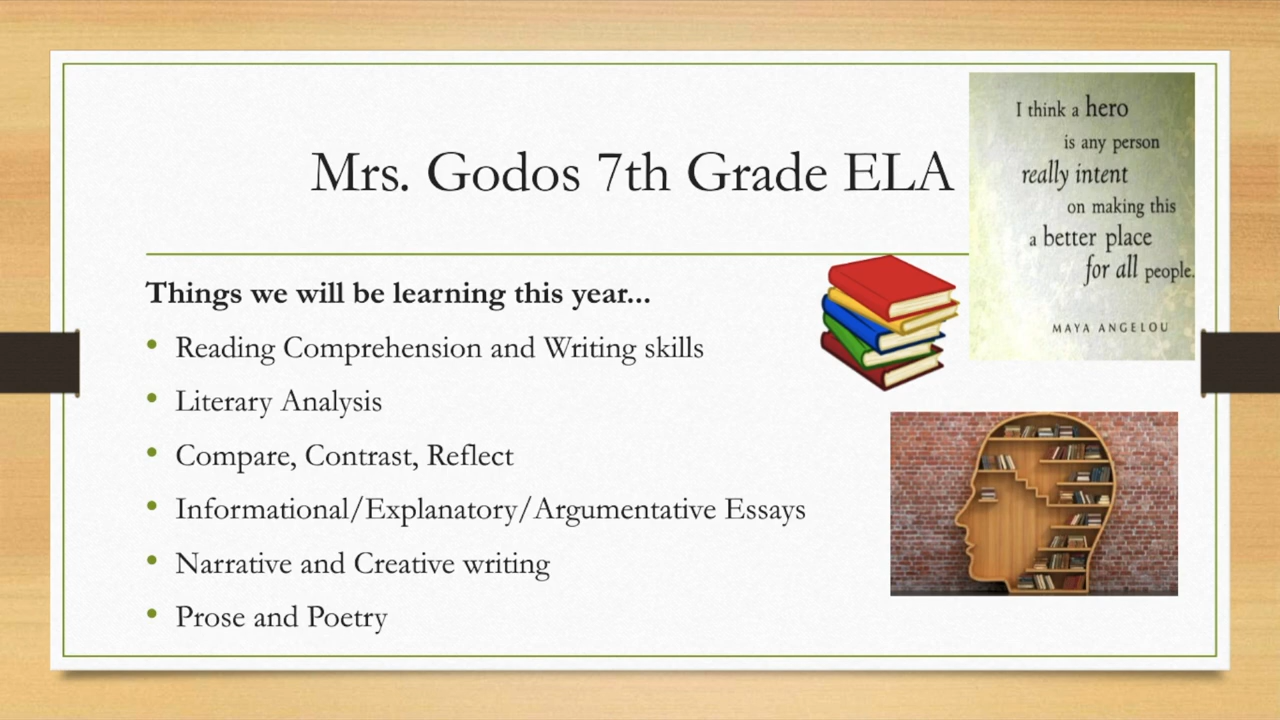 Mrs. Godos 7th Grade ELA
I think a hero
is any person
really intent
on making this
a better place
for all people.
MAYA ANGELOU
Things we will be learning this year...
• Reading Comprehension and Writing skills
• Literary Analysis
• Compare, Contrast, Reflect
• Informational/Explanatory/Argumentative Essays
• Narrative and Creative writing
• Prose and Poetry